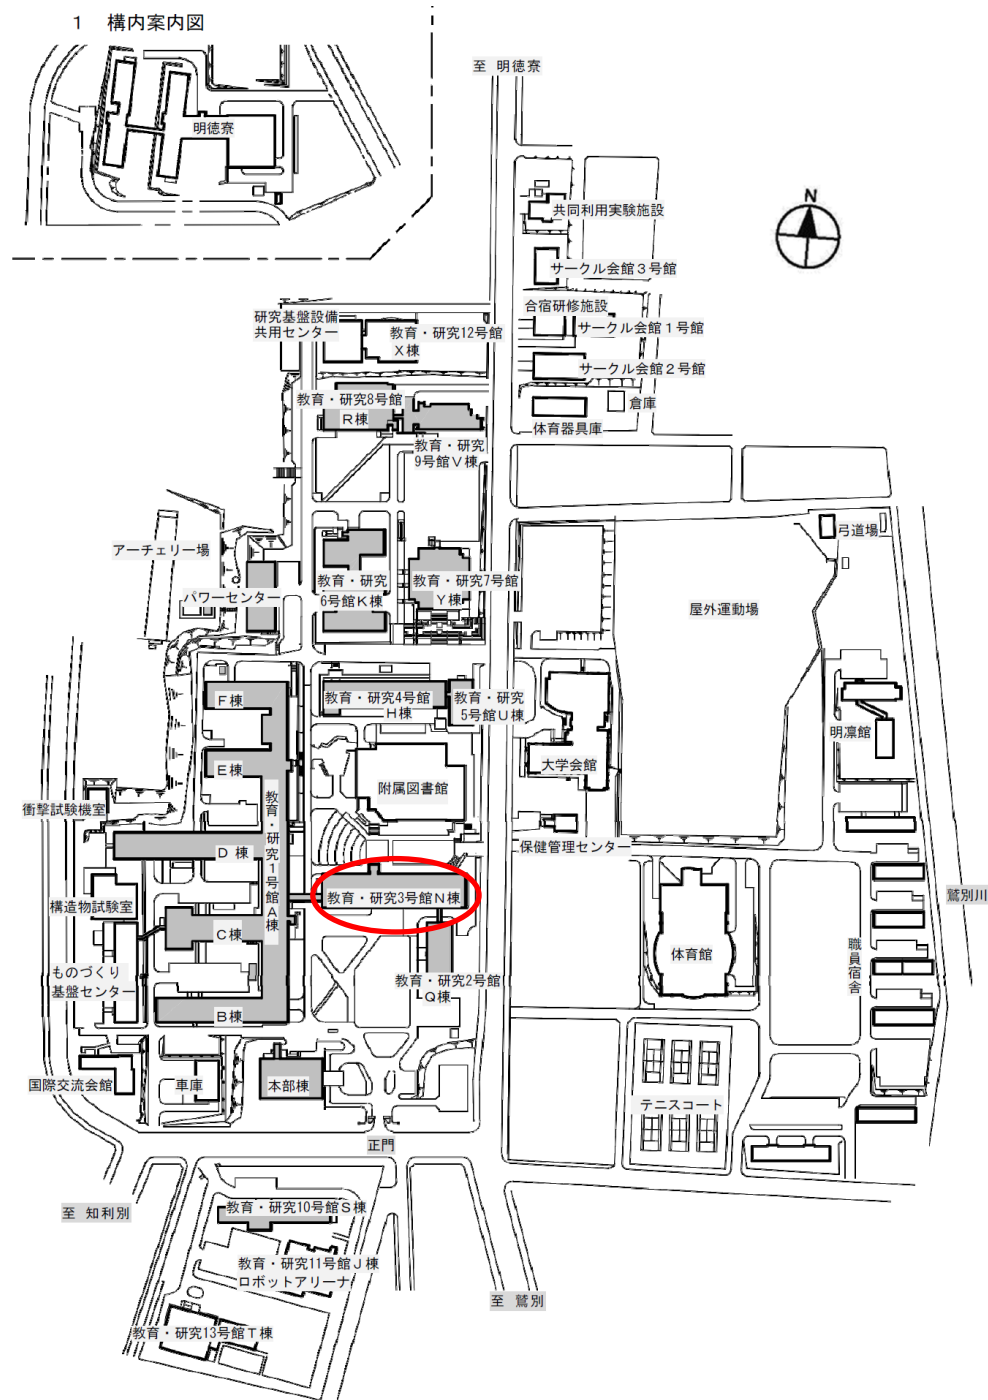 1 構内案内図
至 明徳寮
明徳寮
N
共同利用実験施設
サークル会館３号館
合宿研修施設
サークル会館１号館
サークル会館２号館
倉庫
体育器具庫
研究基盤設備
共用センター
教育・研究12号館
Ｘ棟
教育・研究8号館
Ｒ棟
教育・研究
9号館Ｖ棟
アーチェリー場
パワーセンター
教育・研究
6号館Ｋ棟
教育・研究7号館
Ｙ棟
弓道場
屋外運動場
Ｆ棟
教育・研究4号館
Ｈ棟
教育・研究
5号館Ｕ棟
明凛館
大学会館
Ｅ棟
附属図書館
衝撃試験機室
教育・研究１号館Ａ棟
Ｄ棟
保健管理センター
構造物試験室
教育・研究3号館Ｎ棟
鷲別川
Ｃ棟
体育館
職員宿舎
ものづくり
基盤センター
教育・研究2号館
Ｑ棟
Ｂ棟
国際交流会館
車庫
本部棟
テニスコート
正門
至 知利別
教育・研究10号館Ｓ棟
教育・研究11号館Ｊ棟
ロボットアリーナ
至 鷲別
教育・研究13号館Ｔ棟